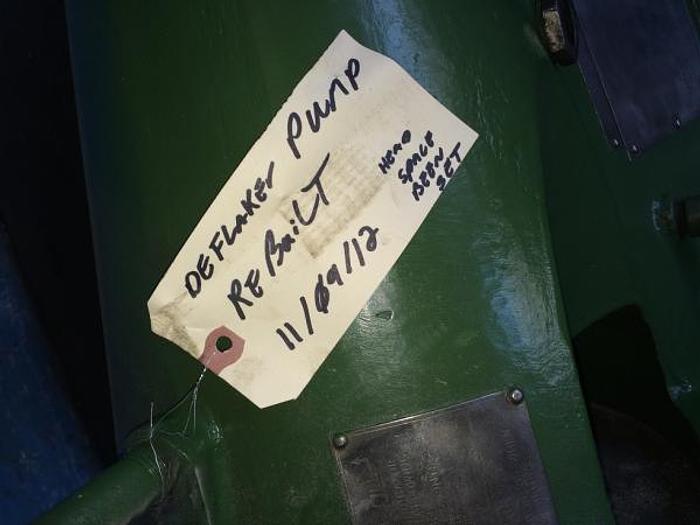 DEFLAKER PUMP
REBUILT
11/09/12
HEAD
SPACE
BEEN
SET